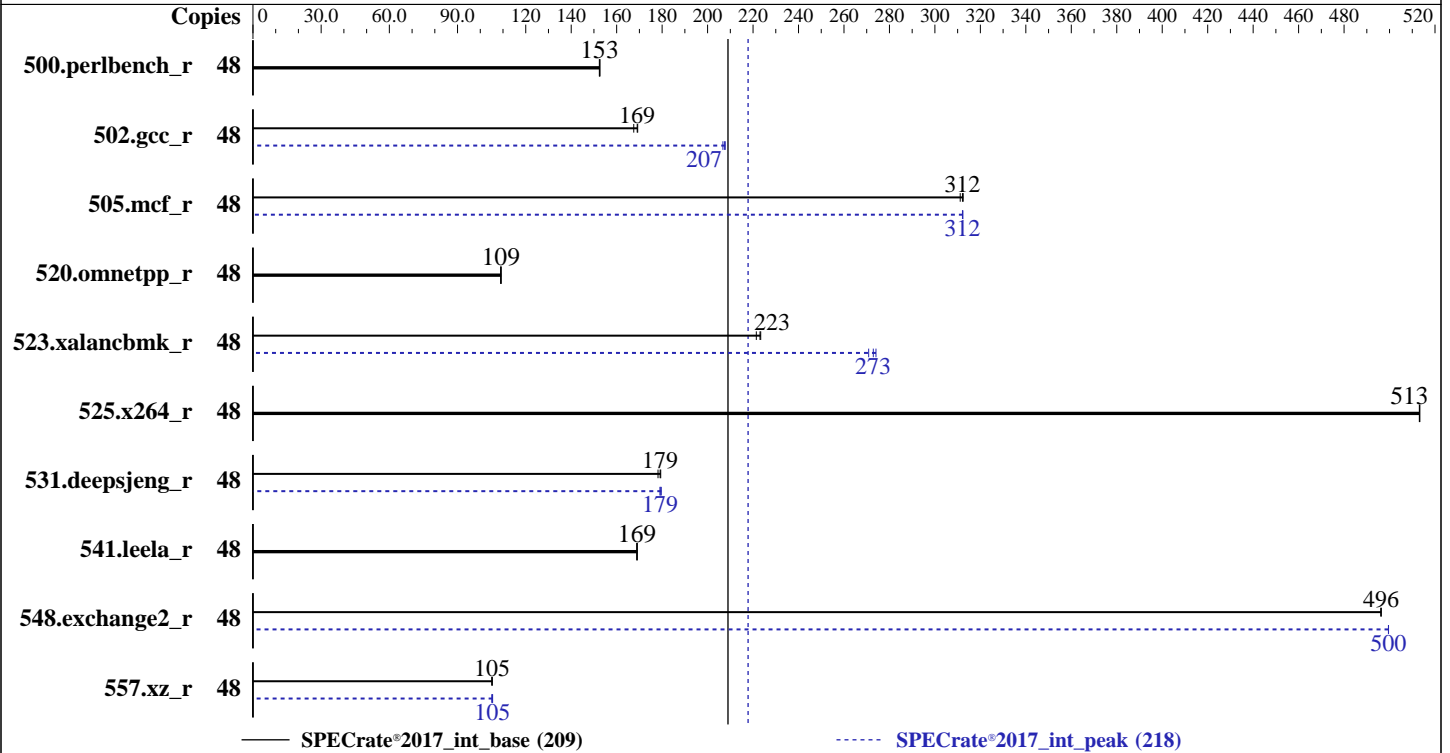 Copies 0 30.0 60.0 90.0 120 140 160 180 200 220 240 260 280 300 320 340 360 380 400 420 440 460 480 520
500.perlbench_r 48 153
502.gcc_r 48 169
207
505.mcf_r 48 312
312
520.omnetpp_r 48 109
523.xalancbmk_r 48 223
273
525.x264_r 48 513
531.deepsjeng_r 48 179
179
541.leela_r 48 169
548.exchange2_r 48 496
500
557.xz_r 48 105
105
SPECrate®2017_int_base (209) SPECrate®2017_int_peak (218)